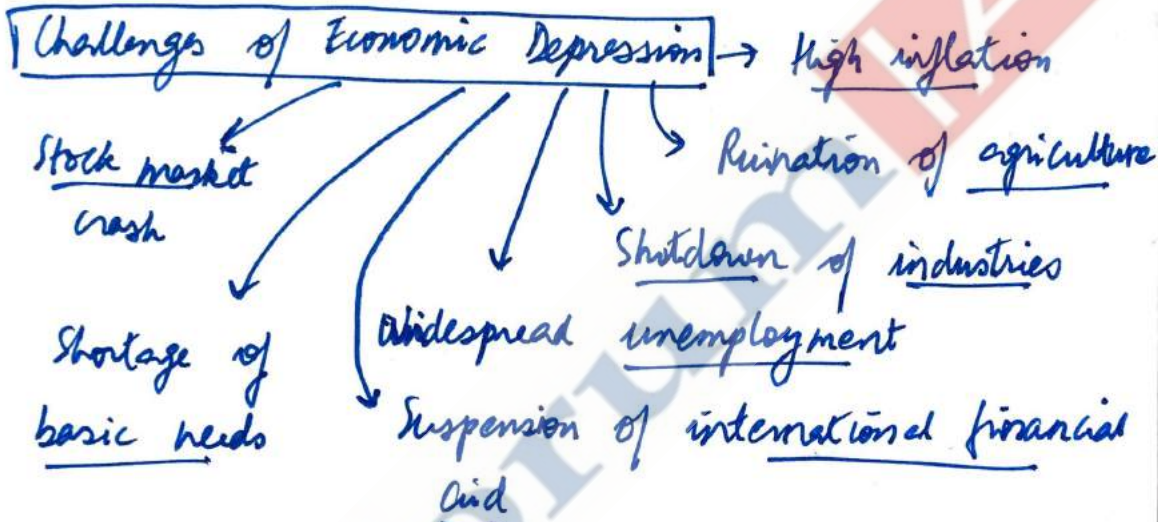 Challenges of Economic Depression → High inflation
Stock market
crash
Ruination of agriculture
Shutdown of industries
Widespread unemployment
Shortage of
basic needs
Suspension of international financial
aid
orum